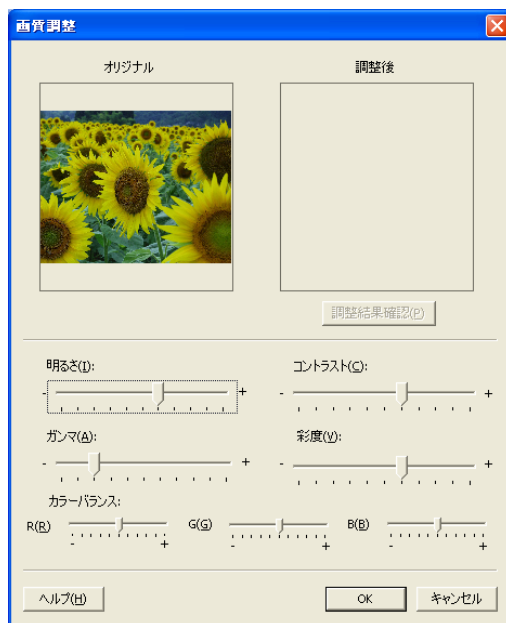 画質調整
オリジナル 調整後
調整結果確認(P)
明るさ(I): コントラスト(C):
- + - +
ガンマ(A): 彩度(V):
- + - +
カラーバランス:
R(R) G(G) B(B)
- + - + - +
ヘルプ(H) OK キャンセル